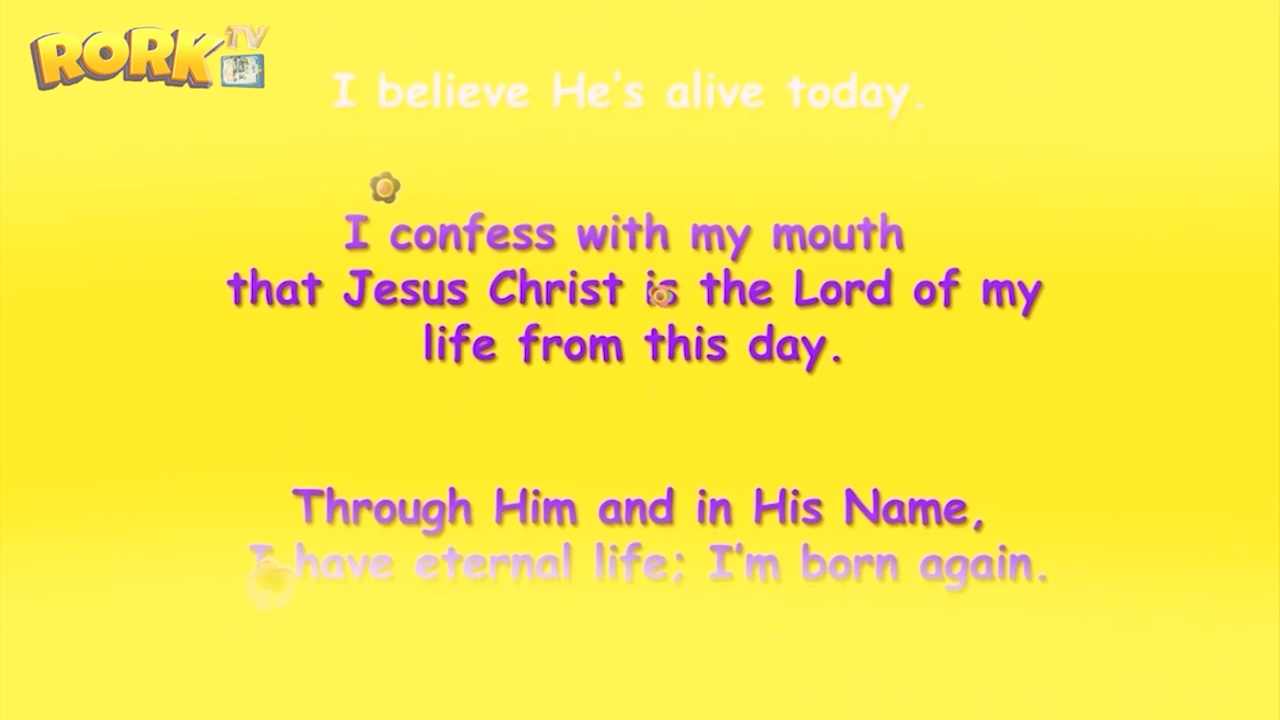 RORK TV
I believe He's alive today.
I confess with my mouth
that Jesus Christ is the Lord of my
life from this day.
Through Him and in His Name,
I have eternal life; I'm born again.